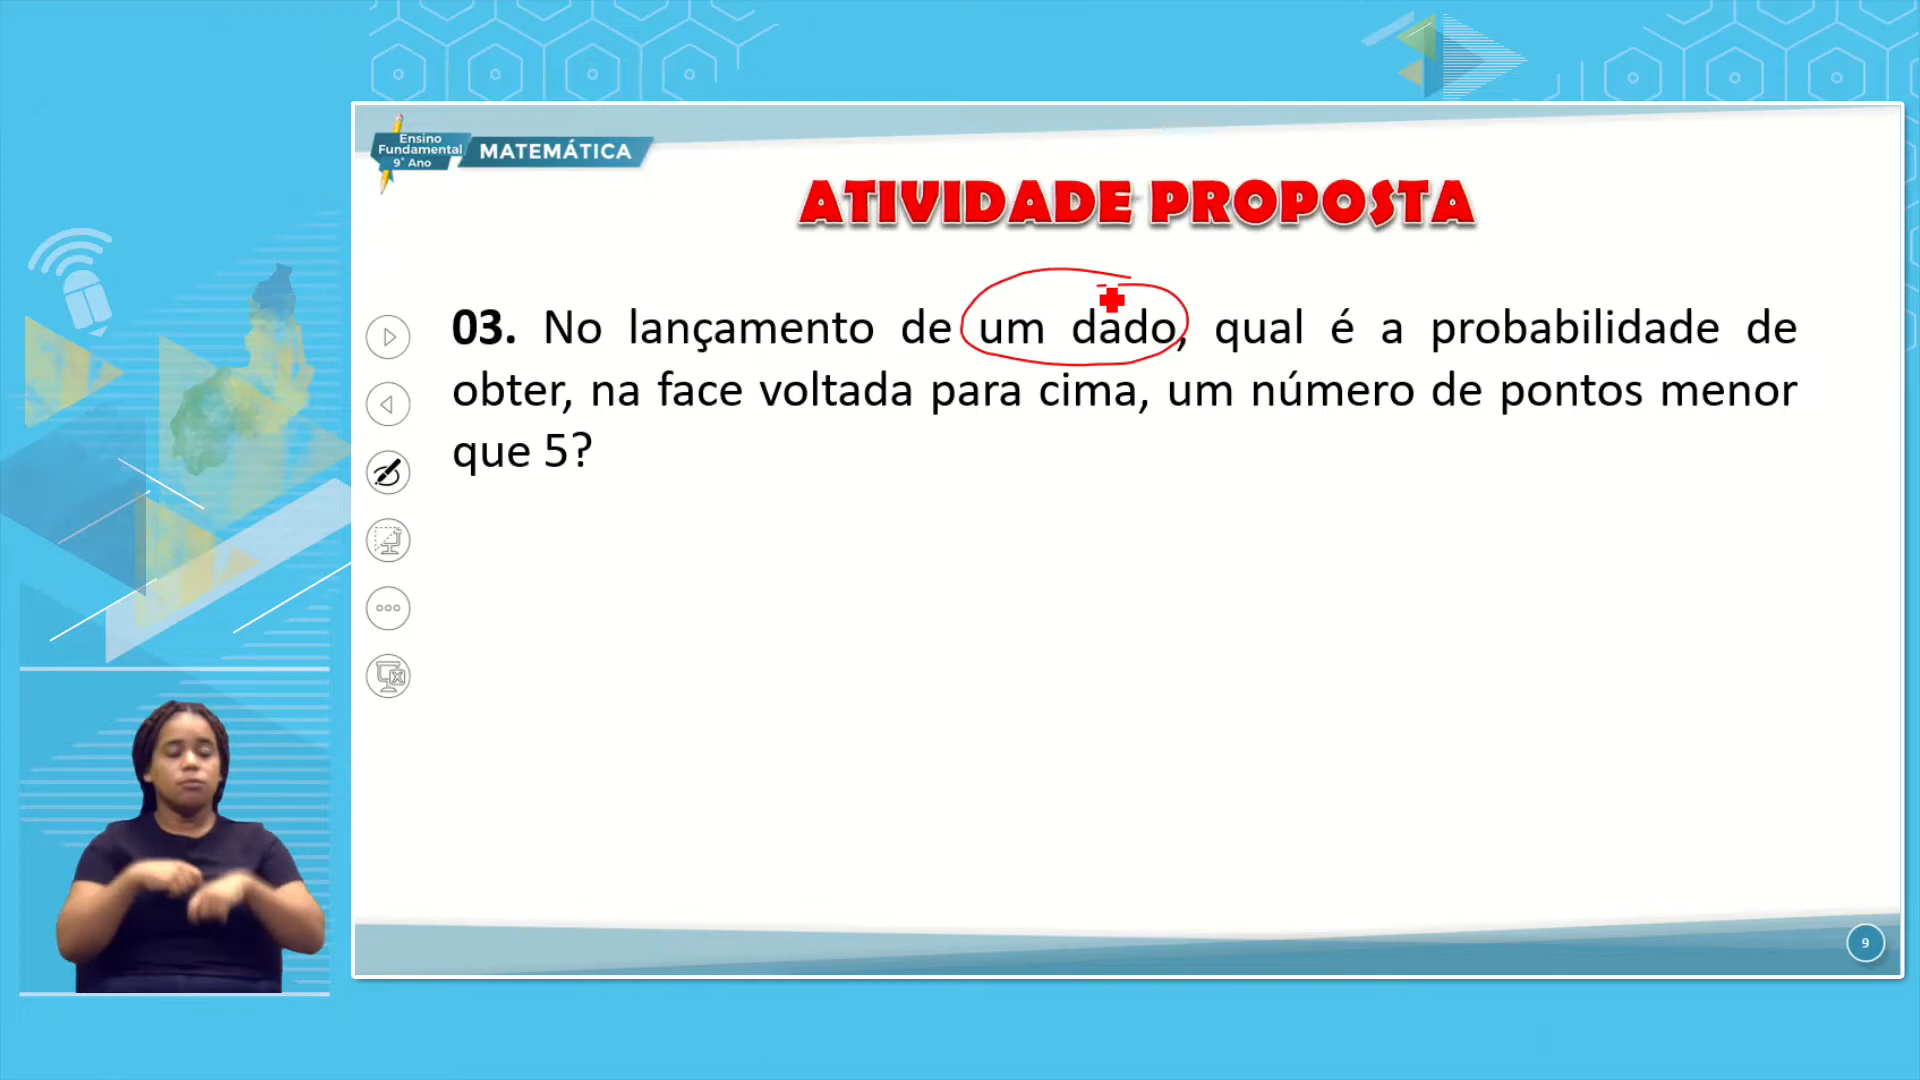 Ensino
Fundamental
9° Ano
MATEMÁTICA
ATIVIDADE PROPOSTA
03. No lançamento de um dado, qual é a probabilidade de
obter, na face voltada para cima, um número de pontos menor
que 5?
9